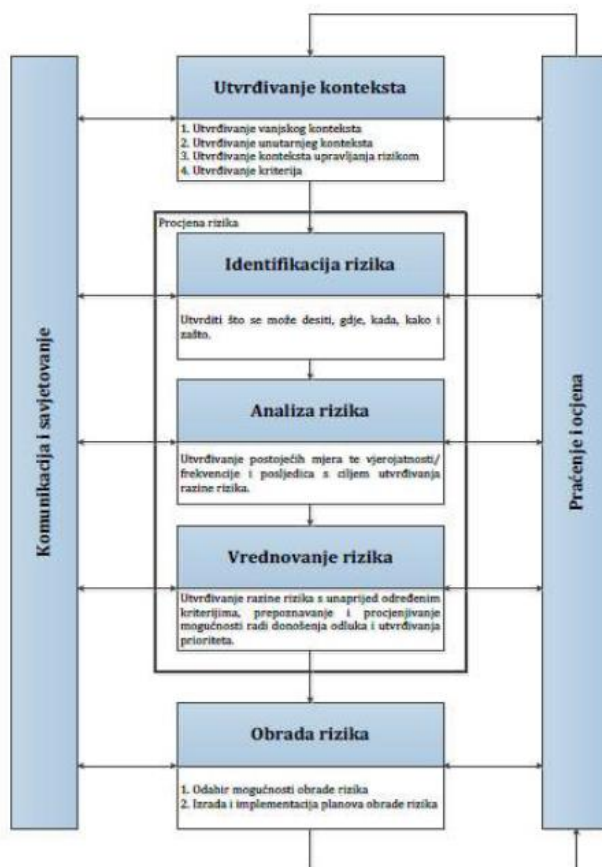 Utvrđivanje konteksta
1. Utvrđivanje vanjskog konteksta
2. Utvrđivanje unutarnjeg konteksta
3. Utvrđivanje konteksta upravljanja rizikom
4. Utvrđivanje kriterija
Procjena rizika
Identifikacija rizika
Utvrditi što se može desiti, gdje, kada, kako i
zašto.
Analiza rizika
Utvrđivanje postojećih mjera te vjerojatnosti/
frekvencije i posljedica s ciljem utvrđivanja
razine rizika.
Vrednovanje rizika
Utvrđivanje razine rizika s unaprijed određenim
kriterijima, prepoznavanje i procjenjivanje
mogućnosti radi donošenja odluka i utvrđivanja
prioriteta.
Obrada rizika
1. Odabir mogućnosti obrade rizika
2. Izrada i implementacija planova obrade rizika
Komunikacija i savjetovanje
Praćenje i ocjena